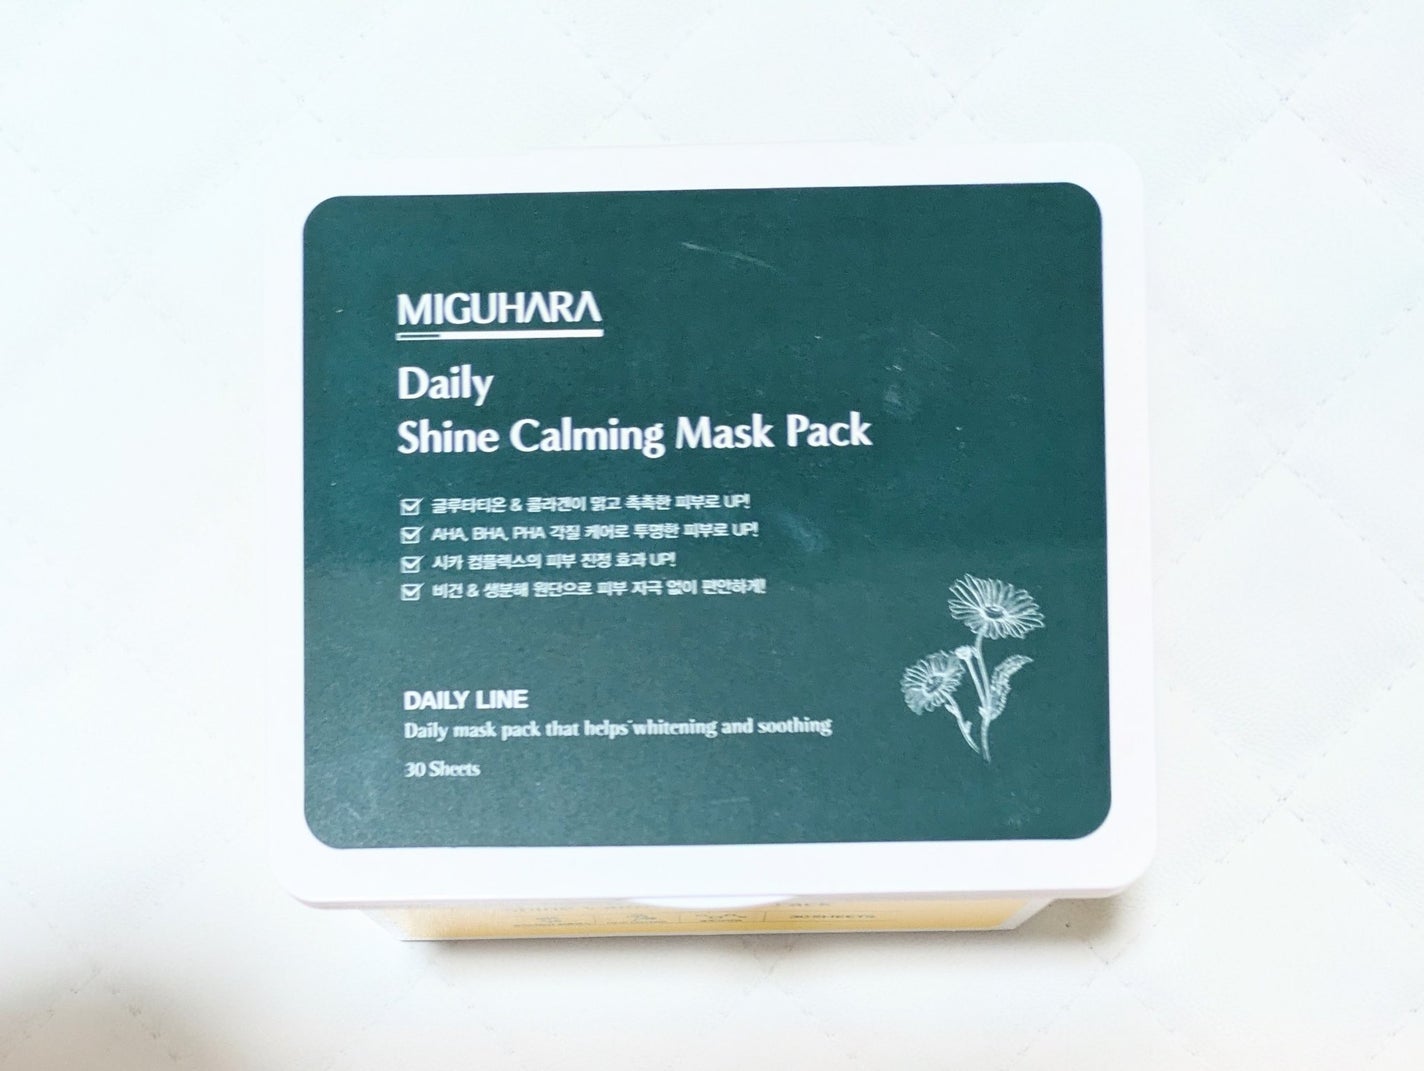 MIGUHARA
Daily
Shine Calming Mask Pack
글루타티온 & 콜라겐이 맑고 촉촉한 피부로 UP!
AHA, BHA, PHA 각질 케어로 투명한 피부로 UP!
시카 컴플렉스의 피부 진정 효과 UP!
비건 & 생분해 원단으로 피부 자극 없이 편안하게!
DAILY LINE
Daily mask pack that helps whitening and soothing
30 Sheets
30 SHEETS